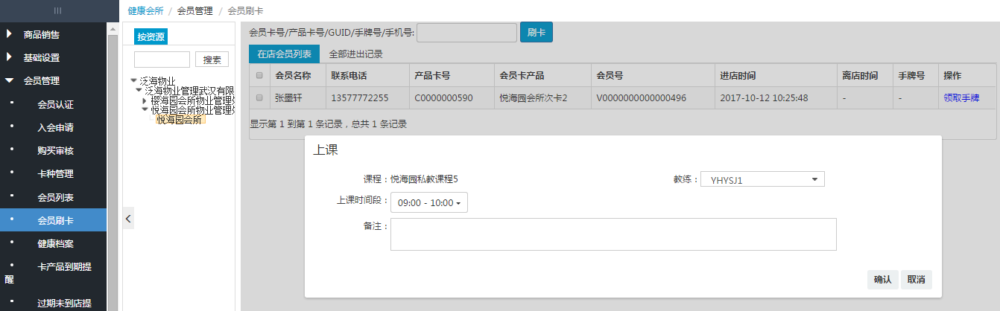 健康会所 / 会员管理 / 会员刷卡
商品销售
基础设置
会员管理
会员认证
入会申请
购买审核
卡种管理
会员列表
会员刷卡
健康档案
卡产品到期提
醒
过期未到店提
按资源
搜索
泛海物业
泛海物业管理武汉有限
樱海园会所物业管理处
悦海园会所物业管理处
悦海园会所
会员卡号/产品卡号/GUID/手牌号/手机号: 刷卡
在店会员列表 全部进出记录
会员名称 联系电话 产品卡号 会员卡产品 会员号 进店时间 离店时间 手牌号 操作
张墨轩 13577772255 C0000000590 悦海园会所次卡2 V0000000000000496 2017-10-12 10:25:48 - - 领取手牌
显示第 1 到第 1 条记录，总共 1 条记录
上课
课程：悦海园私教课程5 教练：YHYSJ1
上课时间段：09:00 - 10:00
备注：
确认 取消